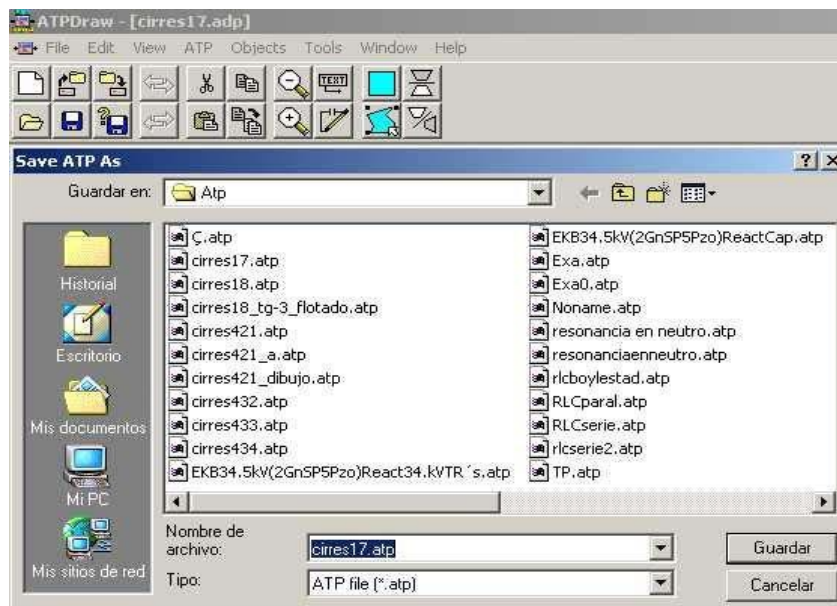 ATPDraw - [cirres17.adp]
File Edit View ATP Objects Tools Window Help
TEXT
Save ATP As
Guardar en: Atp
Historial
Escritorio
Mis documentos
Mi PC
Mis sitios de red
Ç.atp
cirres17.atp
cirres18.atp
cirres18_tg-3_flotado.atp
cirres421.atp
cirres421_a.atp
cirres421_dibujo.atp
cirres432.atp
cirres433.atp
cirres434.atp
EKB34.5kV(2GnSP5Pzo)React34.kVTR´s.atp
EKB34.5kV(2GnSP5Pzo)ReactCap.atp
Exa.atp
Exa0.atp
Noname.atp
resonancia en neutro.atp
resonanciaenneutro.atp
rlcboylestad.atp
RLCparal.atp
RLCserie.atp
rlcserie2.atp
TP.atp
Nombre de
archivo: cirres17.atp
Guardar
Tipo: ATP file (*.atp)
Cancelar